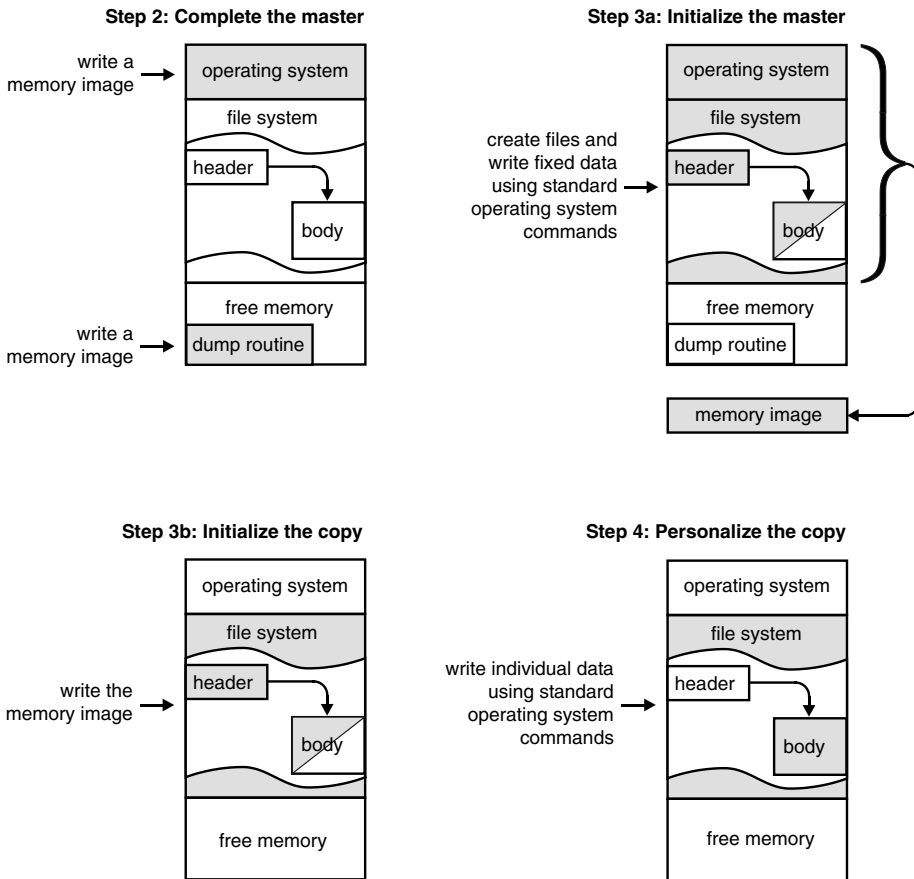 Step 2: Complete the master
write a
memory image
operating system
file system
header
body
free memory
write a
memory image
dump routine
Step 3a: Initialize the master
operating system
file system
create files and
write fixed data
using standard
operating system
commands
header
body
free memory
dump routine
memory image
Step 3b: Initialize the copy
operating system
file system
write the
memory image
header
body
free memory
Step 4: Personalize the copy
operating system
file system
write individual data
using standard
operating system
commands
header
body
free memory